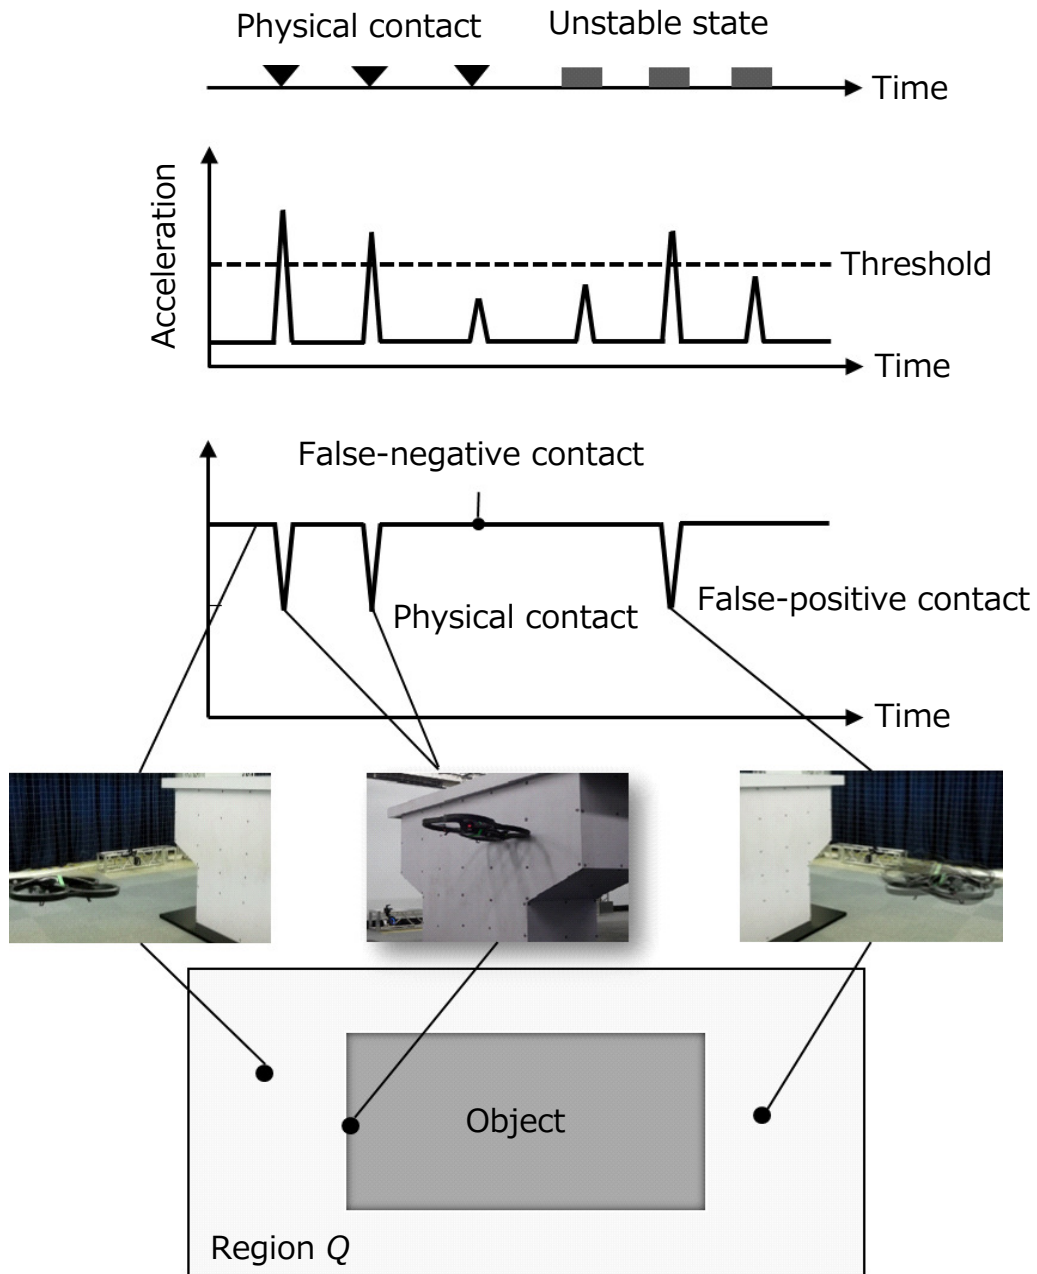 Physical contact
Unstable state
Time
Acceleration
Threshold
Time
False-negative contact
Physical contact
False-positive contact
Time
Object
Region Q